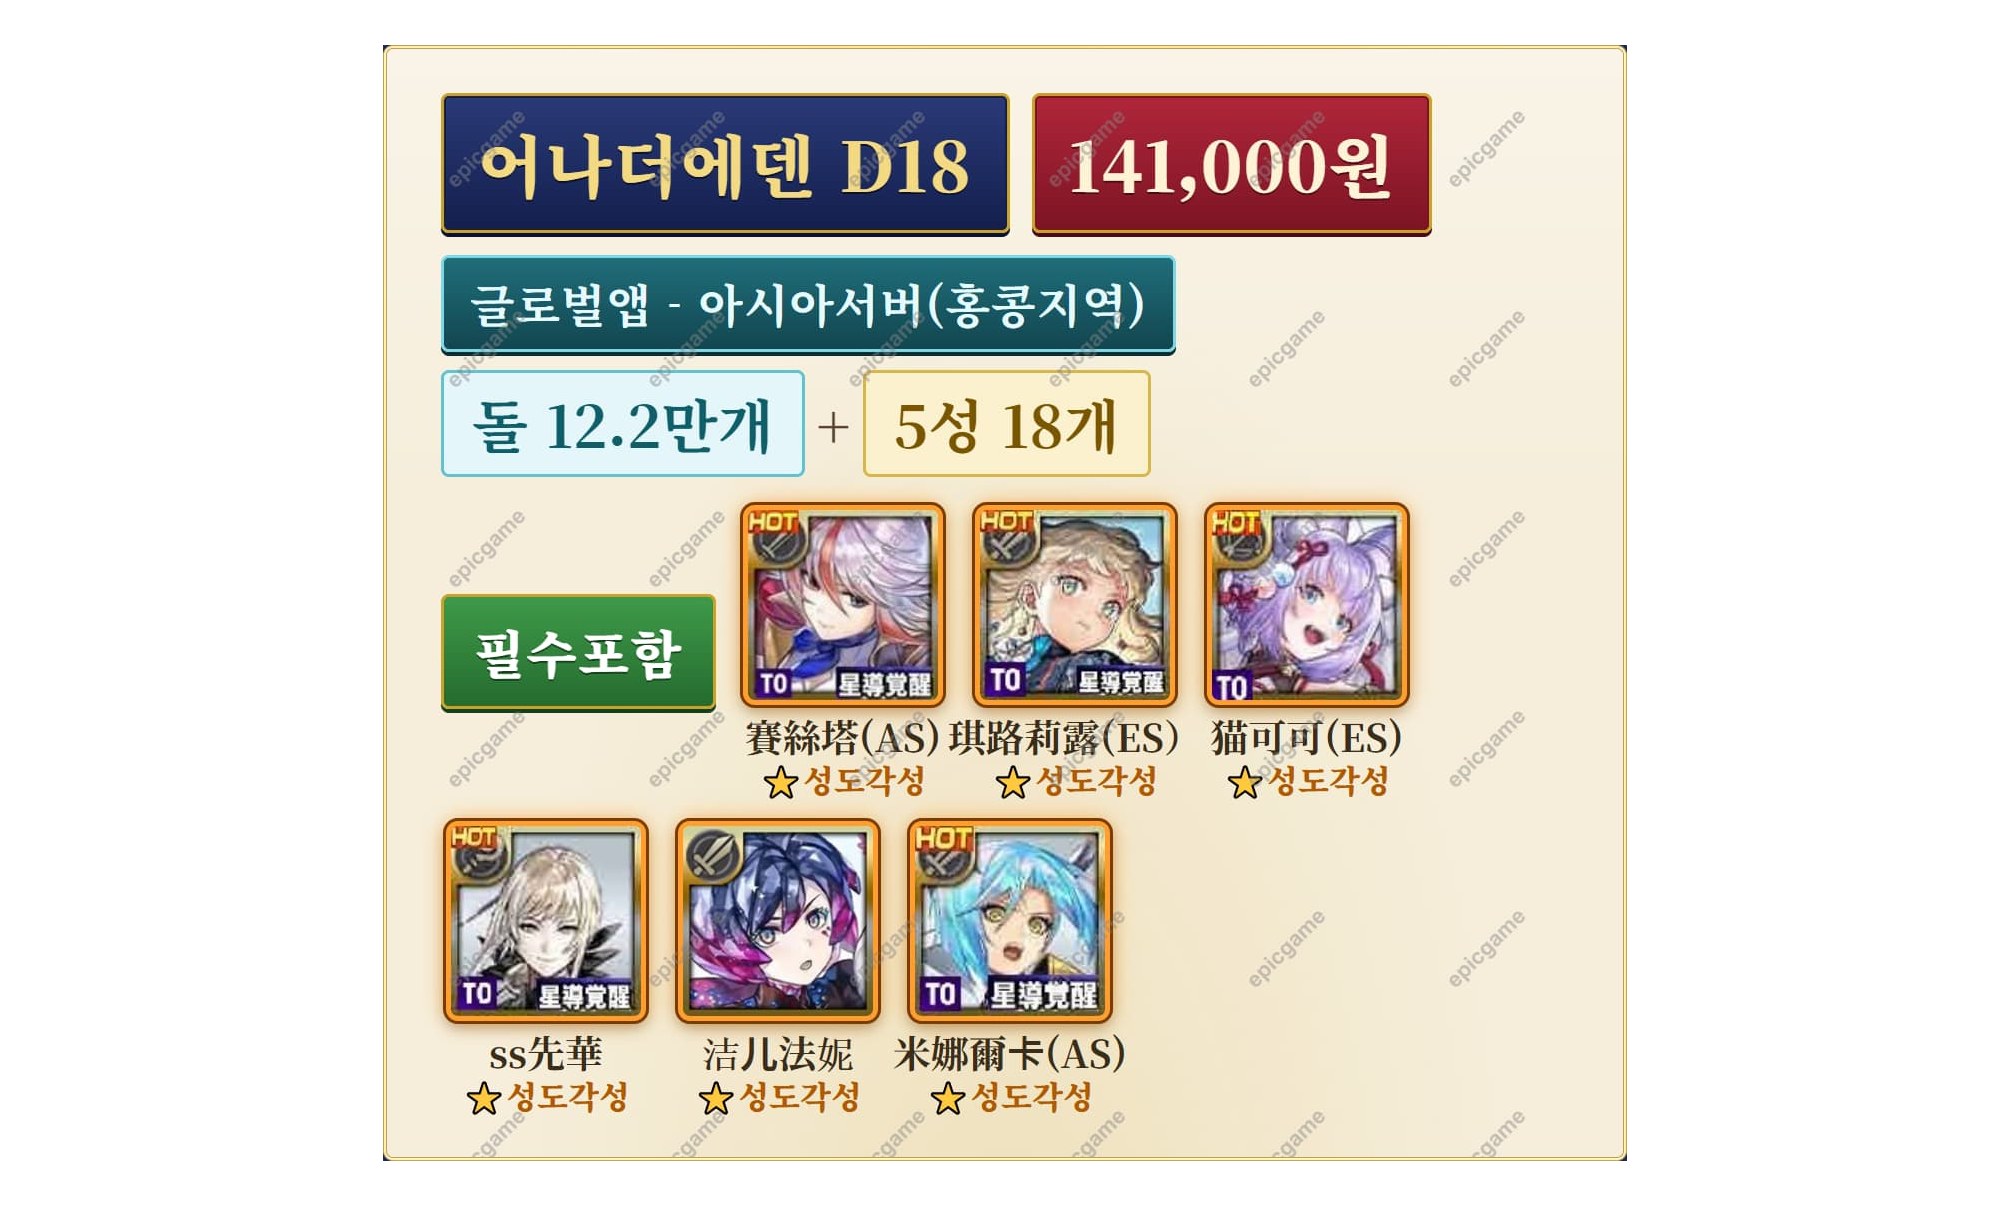 어나더에덴 D18
141,000원
글로벌앱 - 아시아서버(홍콩지역)
돌 12.2만개 + 5성 18개
필수포함
HOT
TO 星導覚醒
賽絲塔(AS)
성도각성
HOT
TO 星導覚醒
琪路莉露(ES)
성도각성
HOT
TO
猫可可(ES)
성도각성
HOT
TO 星導覚醒
ss先華
성도각성
洁儿法妮
성도각성
HOT
TO 星導覚醒
米娜爾卡(AS)
성도각성
epicgame